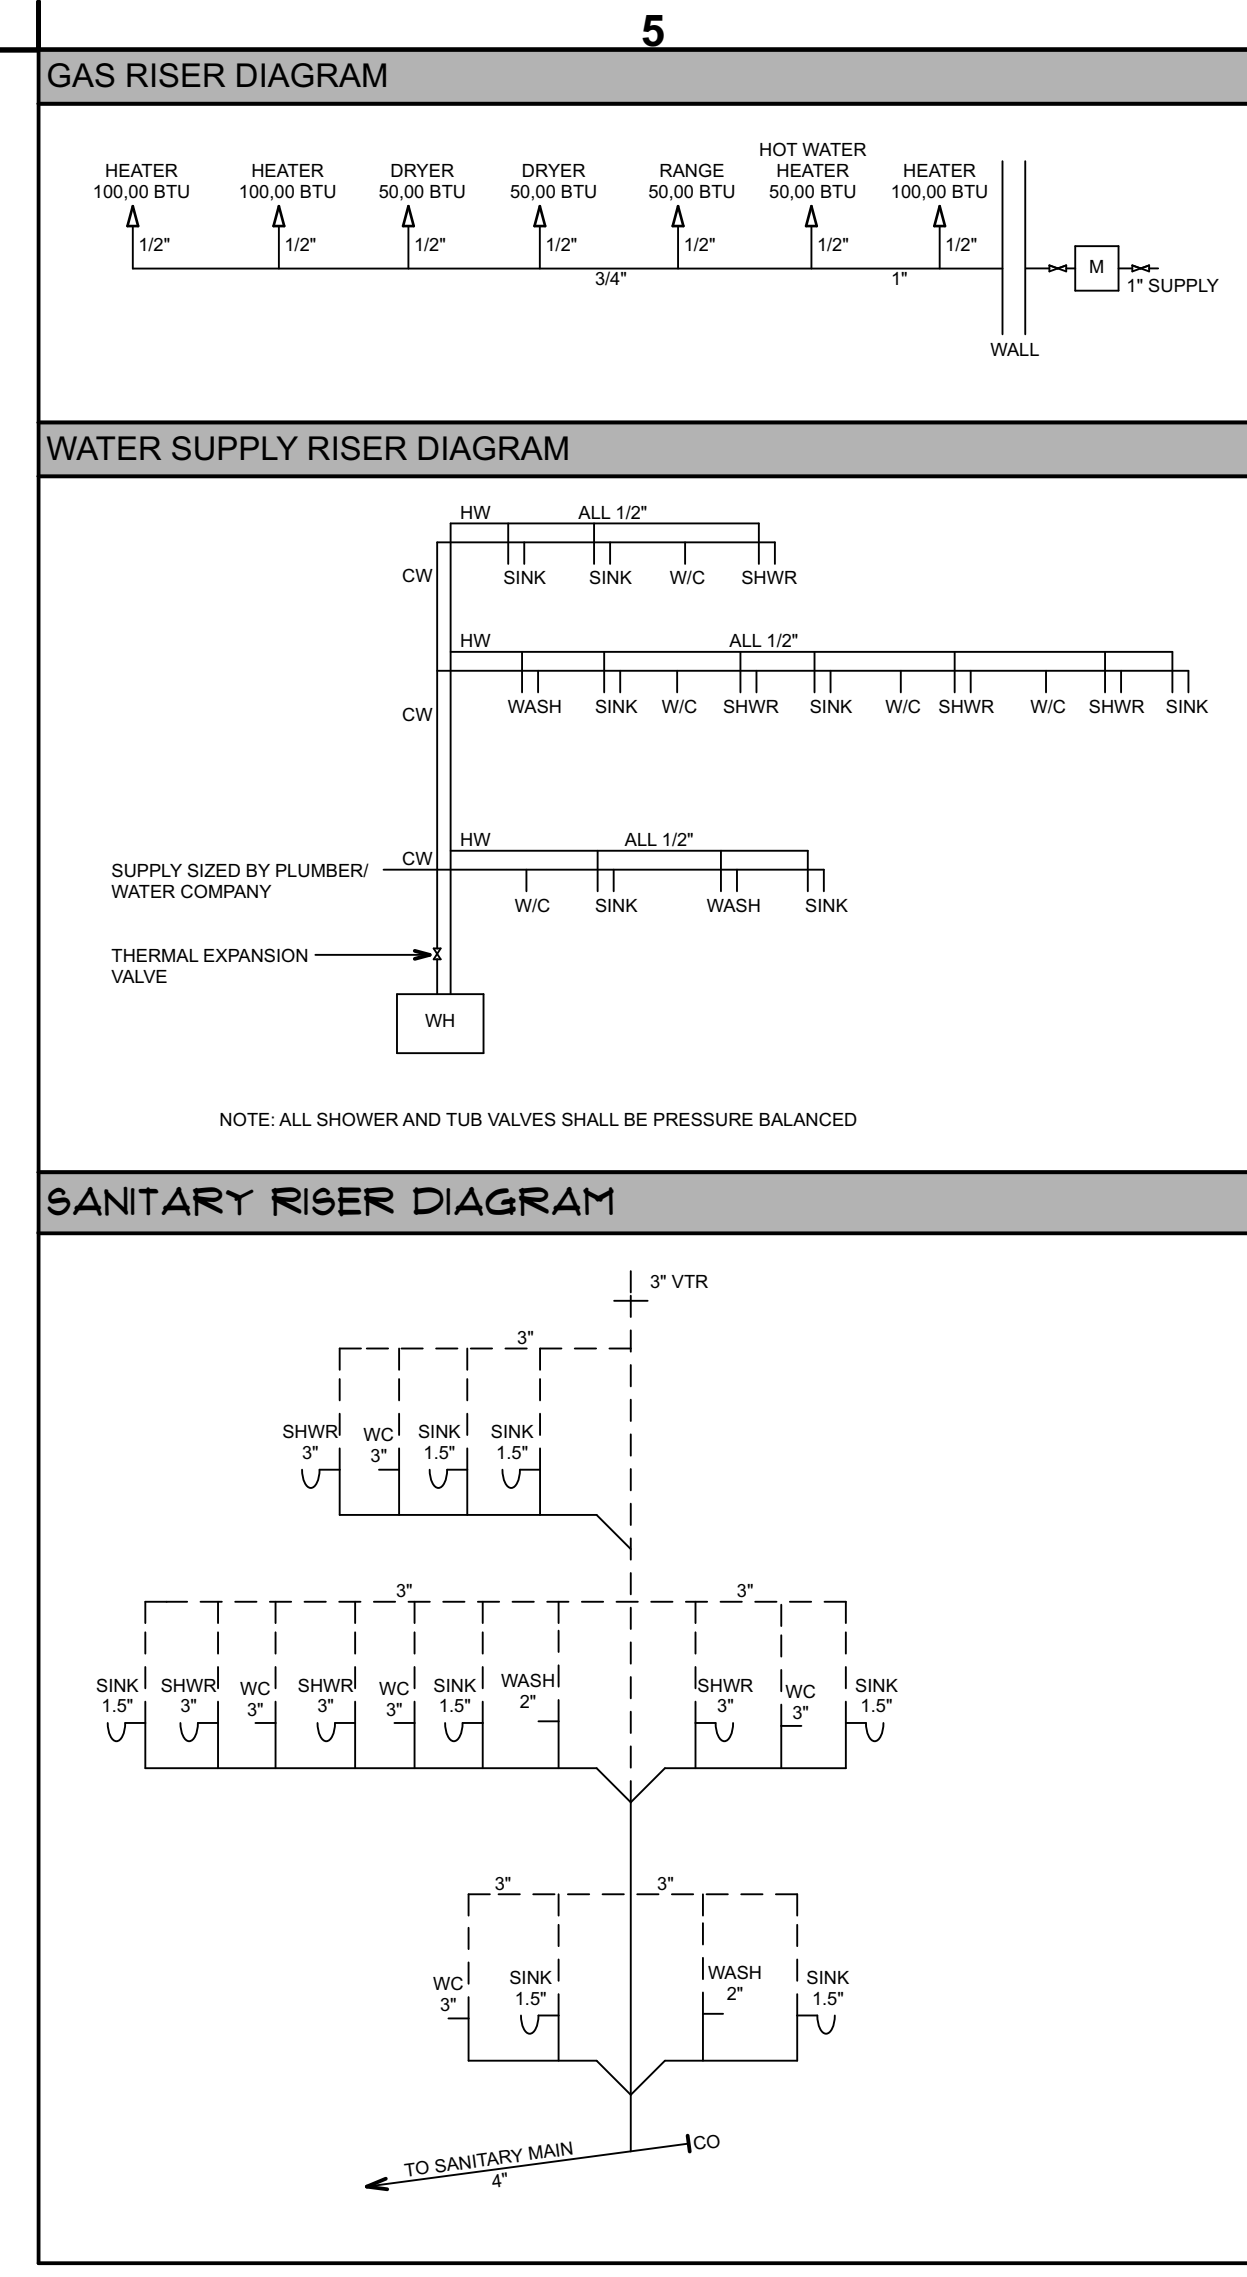 5
GAS RISER DIAGRAM
HEATER
100,00 BTU
HEATER
100,00 BTU
DRYER
50,00 BTU
DRYER
50,00 BTU
RANGE
50,00 BTU
HOT WATER
HEATER
50,00 BTU
HEATER
100,00 BTU
1/2"
1/2"
1/2"
1/2"
1/2"
1/2"
1/2"
3/4"
1"
M
1" SUPPLY
WALL
WATER SUPPLY RISER DIAGRAM
HW
ALL 1/2"
CW
SINK
SINK
W/C
SHWR
HW
ALL 1/2"
CW
WASH
SINK
W/C
SHWR
SINK
W/C
SHWR
W/C
SHWR
SINK
HW
ALL 1/2"
CW
SUPPLY SIZED BY PLUMBER/
WATER COMPANY
W/C
SINK
WASH
SINK
THERMAL EXPANSION
VALVE
WH
NOTE: ALL SHOWER AND TUB VALVES SHALL BE PRESSURE BALANCED
SANITARY RISER DIAGRAM
3" VTR
3"
SHWR
3"
WC
3"
SINK
1.5"
SINK
1.5"
3"
3"
SINK
1.5"
SHWR
3"
WC
3"
SHWR
3"
WC
3"
SINK
1.5"
WASH
2"
SHWR
3"
WC
3"
SINK
1.5"
3"
3"
WC
3"
SINK
1.5"
WASH
2"
SINK
1.5"
CO
TO SANITARY MAIN
4"